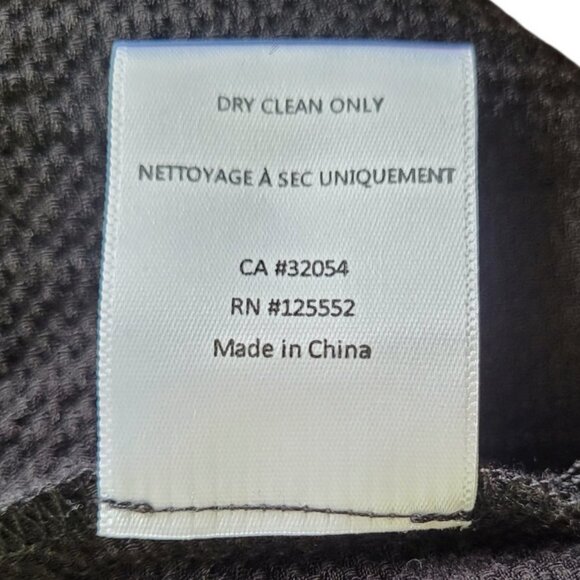 DRY CLEAN ONLY
NETTOYAGE À SEC UNIQUEMENT
CA #32054
RN #125552
Made in China